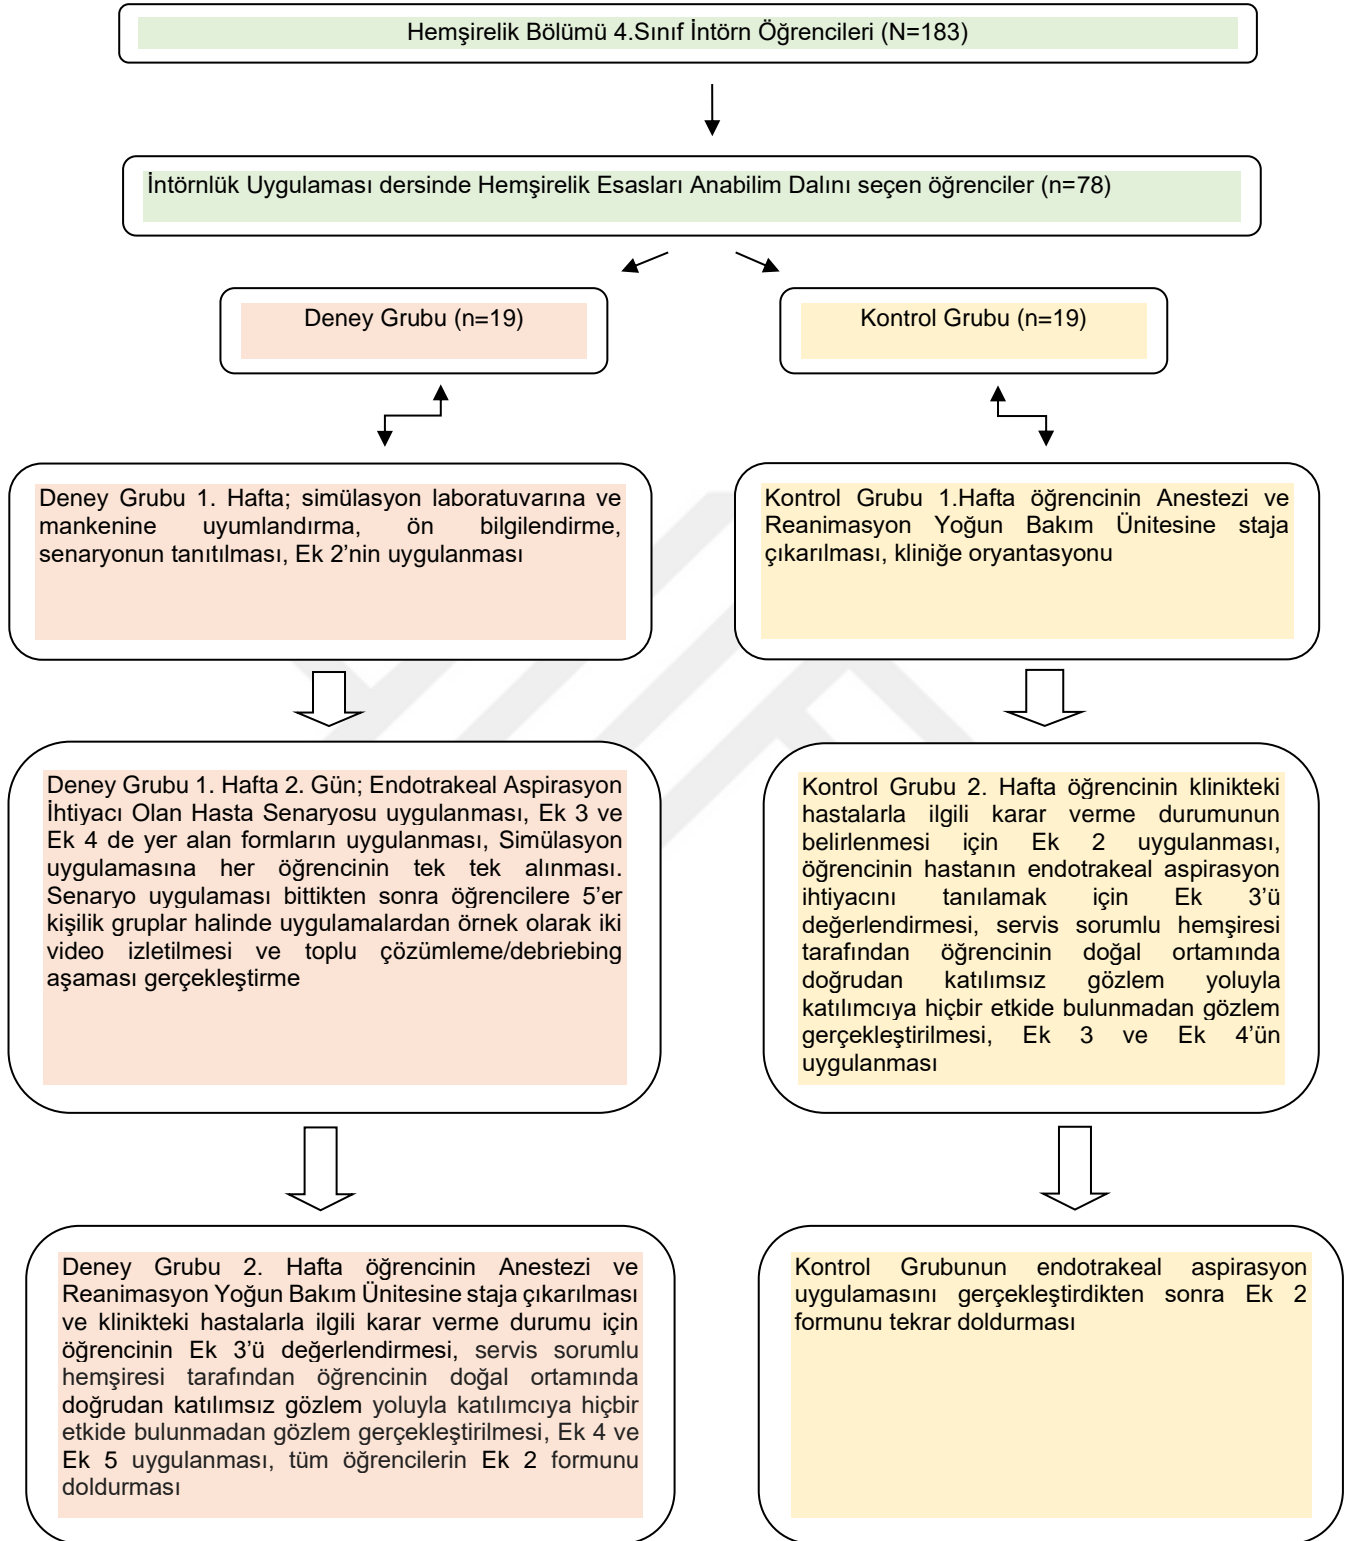 Hemşirelik Bölümü 4.Sınıf İntörn Öğrencileri (N=183)
İntörnlük Uygulaması dersinde Hemşirelik Esasları Anabilim Dalını seçen öğrenciler (n=78)
Deney Grubu (n=19)
Kontrol Grubu (n=19)
Deney Grubu 1. Hafta; simülasyon laboratuvarına ve
mankenine uyumlandırma, ön bilgilendirme,
senaryonun tanıtılması, Ek 2’nin uygulanması
Kontrol Grubu 1.Hafta öğrencinin Anestezi ve
Reanimasyon Yoğun Bakım Ünitesine staja
çıkarılması, kliniğe oryantasyonu
Deney Grubu 1. Hafta 2. Gün; Endotrakeal Aspirasyon
İhtiyacı Olan Hasta Senaryosu uygulanması, Ek 3 ve
Ek 4 de yer alan formların uygulanması, Simülasyon
uygulamasına her öğrencinin tek tek alınması.
Senaryo uygulaması bittikten sonra öğrencilere 5’er
kişilik gruplar halinde uygulamalardan örnek olarak iki
video izletilmesi ve toplu çözümleme/debriebing
aşaması gerçekleştirme
Kontrol Grubu 2. Hafta öğrencinin klinikteki
hastalarla ilgili karar verme durumunun
belirlenmesi için Ek 2 uygulanması,
öğrencinin hastanın endotrakeal aspirasyon
ihtiyacını tanılamak için Ek 3’ü
değerlendirmesi, servis sorumlu hemşiresi
tarafından öğrencinin doğal ortamında
doğrudan katılımsız gözlem yoluyla
katılımcıya hiçbir etkide bulunmadan gözlem
gerçekleştirilmesi, Ek 3 ve Ek 4’ün
uygulanması
Deney Grubu 2. Hafta öğrencinin Anestezi ve
Reanimasyon Yoğun Bakım Ünitesine staja çıkarılması
ve klinikteki hastalarla ilgili karar verme durumu için
öğrencinin Ek 3’ü değerlendirmesi, servis sorumlu
hemşiresi tarafından öğrencinin doğal ortamında
doğrudan katılımsız gözlem yoluyla katılımcıya hiçbir
etkide bulunmadan gözlem gerçekleştirilmesi, Ek 4 ve
Ek 5 uygulanması, tüm öğrencilerin Ek 2 formunu
doldurması
Kontrol Grubunun endotrakeal aspirasyon
uygulamasını gerçekleştirdikten sonra Ek 2
formunu tekrar doldurması